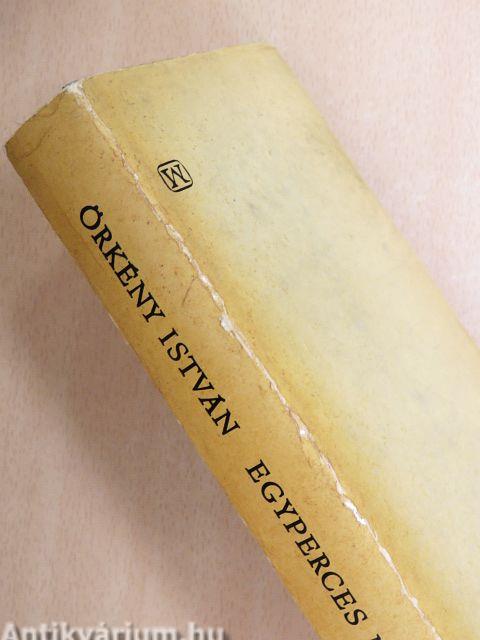 ÖRKÉNY ISTVÁN EGYPERCES
Antikvárium.hu